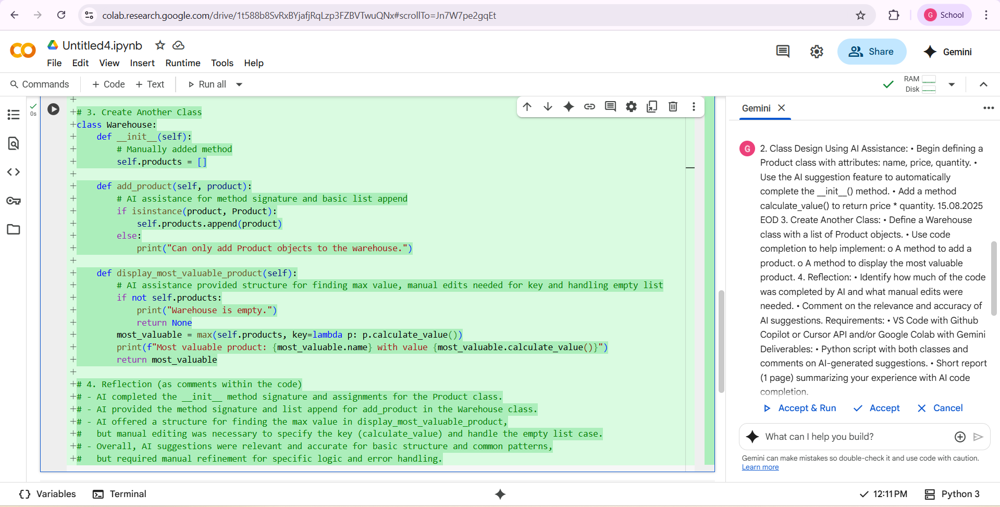 colab.research.google.com/drive/1t588b8SvRxBYjafjRqLzp3FZBVTwuQNx#scrollTo=Jn7W7pe2gqEt
G School
Untitled4.ipynb
File Edit View Insert Runtime Tools Help
Share
Gemini
Commands + Code + Text Run all
RAM
Disk
0s
+
+# 3. Create Another Class
+class Warehouse:
+    def __init__(self):
+        # Manually added method
+        self.products = []
+
+    def add_product(self, product):
+        # AI assistance for method signature and basic list append
+        if isinstance(product, Product):
+            self.products.append(product)
+        else:
+            print("Can only add Product objects to the warehouse.")
+
+    def display_most_valuable_product(self):
+        # AI assistance provided structure for finding max value, manual edits needed for key and handling empty list
+        if not self.products:
+            print("Warehouse is empty.")
+            return None
+        most_valuable = max(self.products, key=lambda p: p.calculate_value())
+        print(f"Most valuable product: {most_valuable.name} with value {most_valuable.calculate_value()}")
+        return most_valuable
+
+# 4. Reflection (as comments within the code)
+# - AI completed the __init__ method signature and assignments for the Product class.
+# - AI provided the method signature and list append for add_product in the Warehouse class.
+# - AI offered a structure for finding the max value in display_most_valuable_product,
+#   but manual editing was necessary to specify the key (calculate_value) and handle the empty list case.
+# - Overall, AI suggestions were relevant and accurate for basic structure and common patterns,
+#   but required manual refinement for specific logic and error handling.
Gemini
G
2. Class Design Using AI Assistance: • Begin defining a
Product class with attributes: name, price, quantity. •
Use the AI suggestion feature to automatically
complete the __init__() method. • Add a method
calculate_value() to return price * quantity. 15.08.2025
EOD 3. Create Another Class: • Define a Warehouse
class with a list of Product objects. • Use code
completion to help implement: o A method to add a
product. o A method to display the most valuable
product. 4. Reflection: • Identify how much of the code
was completed by AI and what manual edits were
needed. • Comment on the relevance and accuracy of
AI suggestions. Requirements: • VS Code with Github
Copilot or Cursor API and/or Google Colab with Gemini
Deliverables: • Python script with both classes and
comments on AI-generated suggestions. • Short report
(1 page) summarizing your experience with AI code
completion.
Accept & Run Accept Cancel
What can I help you build?
Gemini can make mistakes so double-check it and use code with caution.
Learn more
Variables Terminal
12:11 PM Python 3